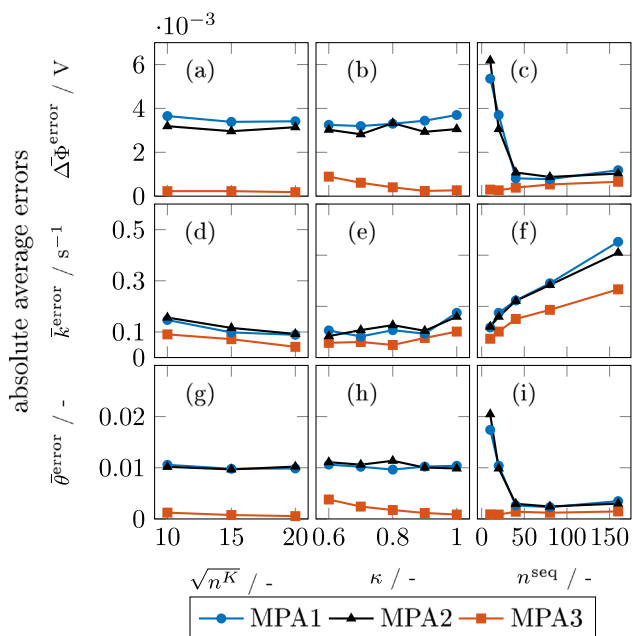 ·10⁻³
(a) (b) (c)
6
4
2
0
ΔΦ̄ᵉʳʳᵒʳ / V
(d) (e) (f)
0.5
0.3
0.1
k̄ᵉʳʳᵒʳ / s⁻¹
(g) (h) (i)
0.02
0.01
0
θ̄ᵉʳʳᵒʳ / -
absolute average errors
10 15 20 0.6 0.8 1 0 50 100 150
√nᴷ / - κ / - nˢᵉq / -
MPA1 MPA2 MPA3